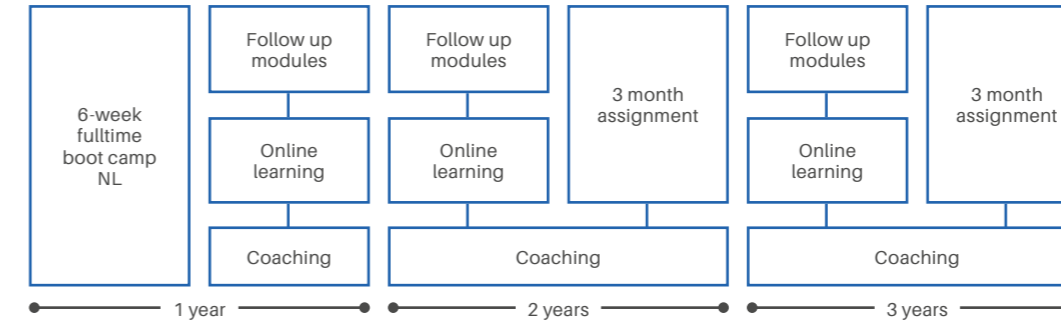 6-week
fulltime
boot camp
NL
Follow up
modules
Online
learning
Coaching
1 year
Follow up
modules
Online
learning
3 month
assignment
Coaching
2 years
Follow up
modules
Online
learning
3 month
assignment
Coaching
3 years